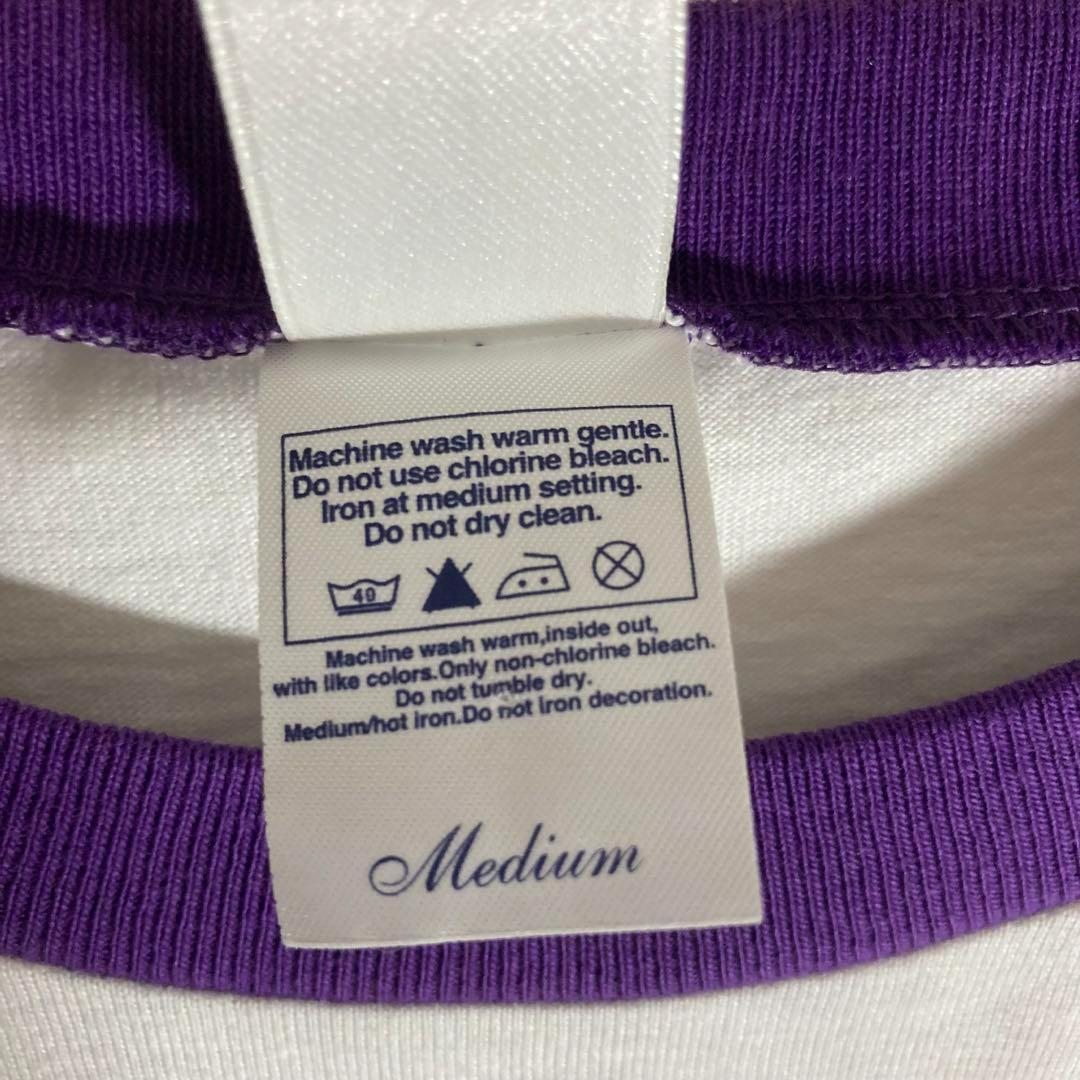 Machine wash warm gentle.
Do not use chlorine bleach.
Iron at medium setting.
Do not dry clean.
40
Machine wash warm,inside out,
with like colors.Only non-chlorine bleach.
Do not tumble dry.
Medium/hot iron.Do not iron decoration.
Medium